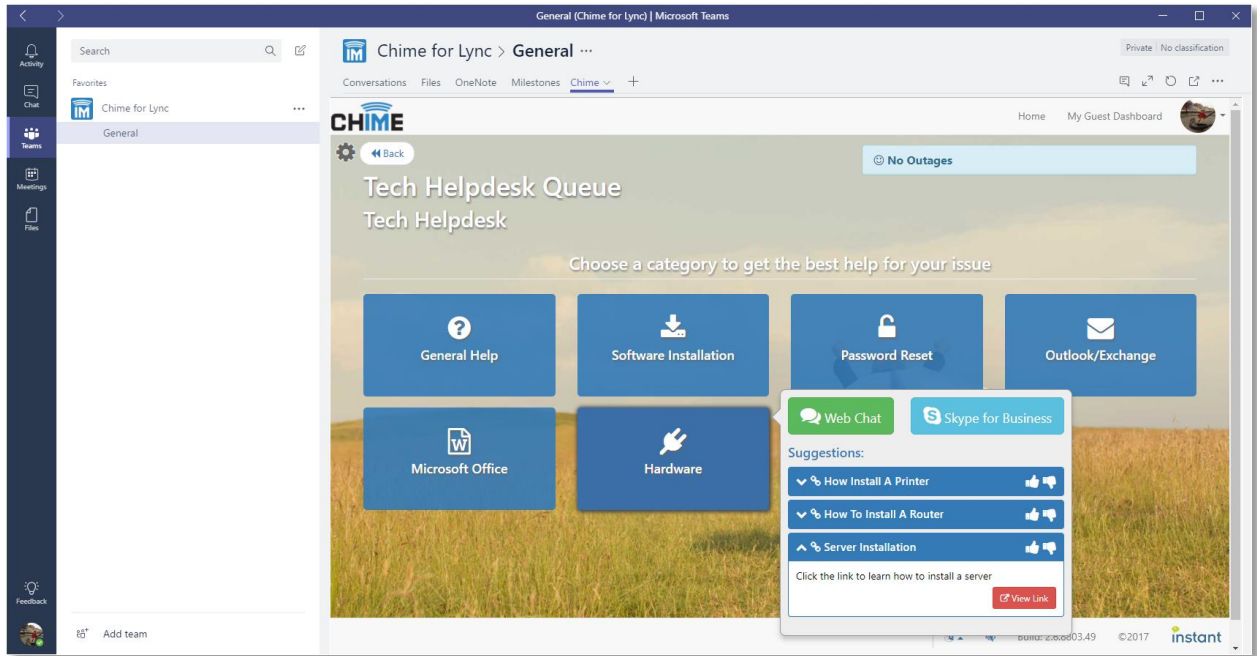 General (Chime for Lync) | Microsoft Teams
Activity
Chat
Teams
Meetings
Files
Feedback
Search
Favorites
Chime for Lync
General
Add team
IM
Chime for Lync > General
Private No classification
Conversations Files OneNote Milestones Chime
CHIME
Home My Guest Dashboard
Back
No Outages
Tech Helpdesk Queue
Tech Helpdesk
Choose a category to get the best help for your issue
General Help
Software Installation
Password Reset
Outlook/Exchange
Microsoft Office
Hardware
Web Chat
Skype for Business
Suggestions:
How Install A Printer
How To Install A Router
Server Installation
Click the link to learn how to install a server
View Link
©2017 instant